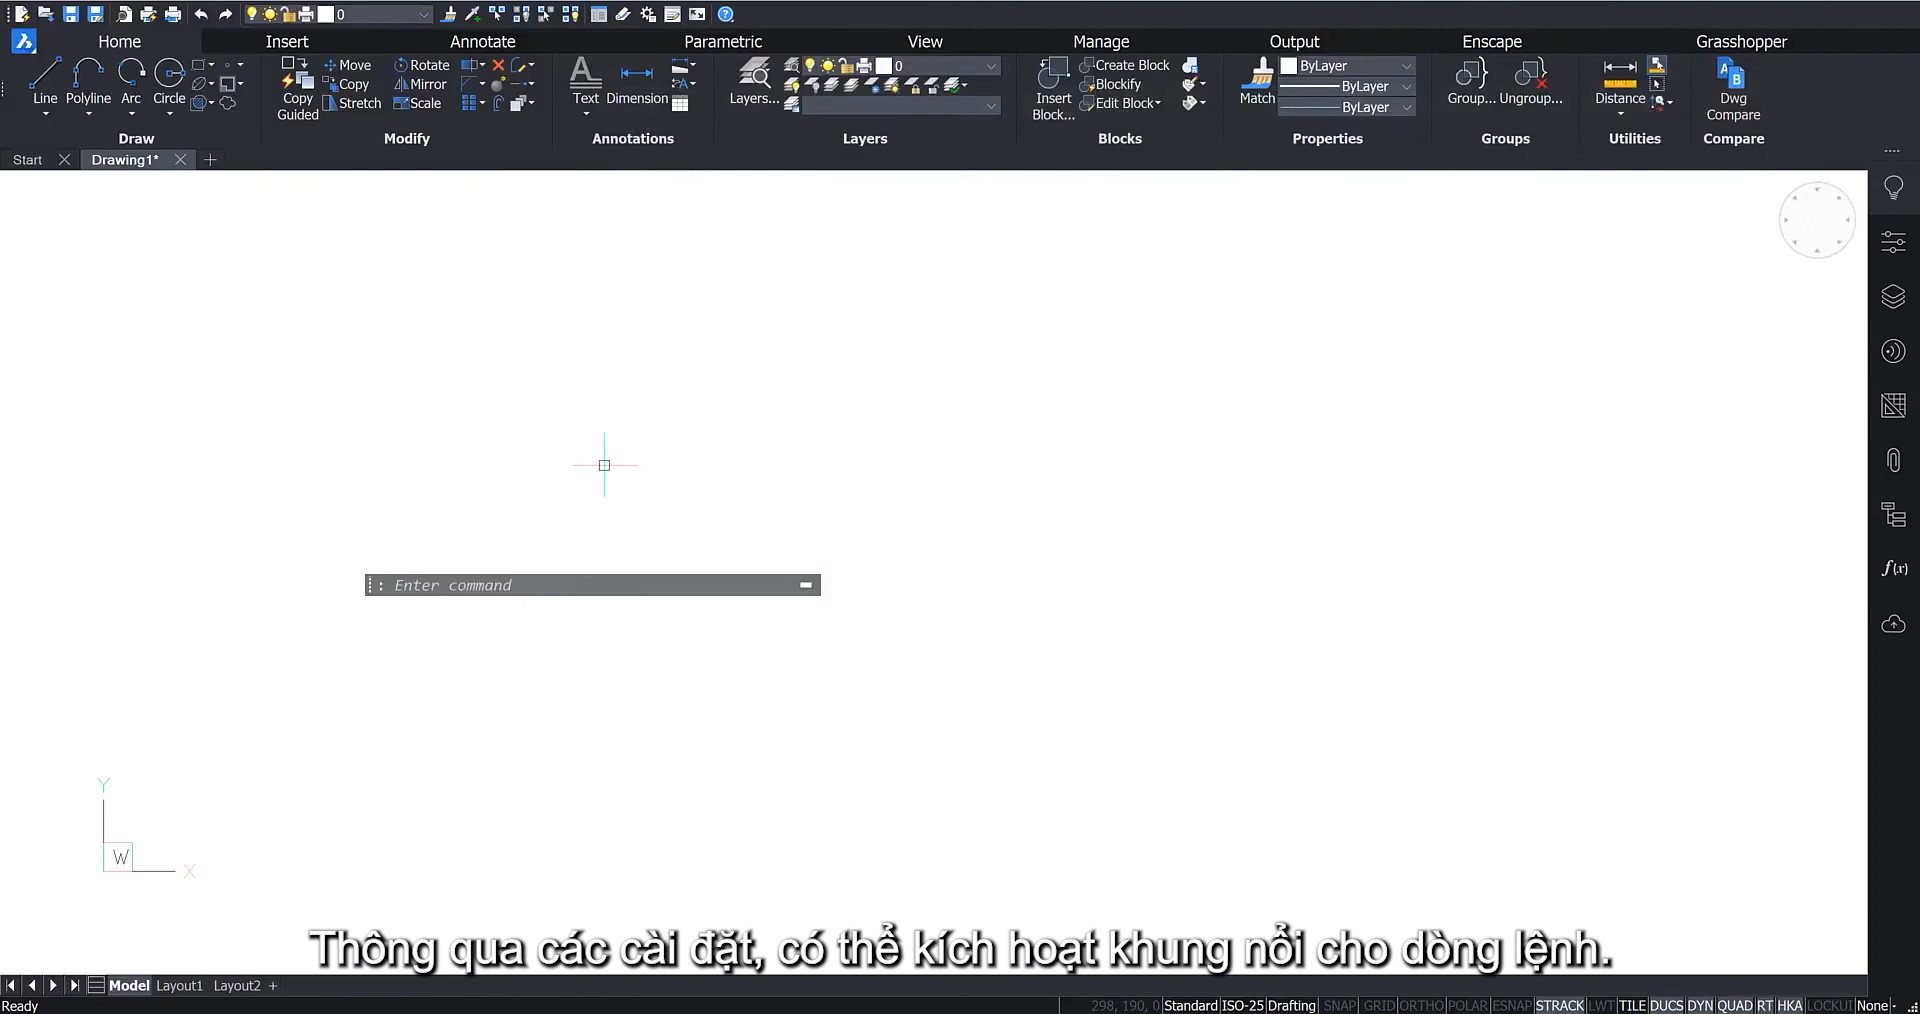 0
Home Insert Annotate Parametric View Manage Output Enscape Grasshopper
Line Polyline Arc Circle
Copy Guided
Move Rotate
Copy Mirror
Stretch Scale
Text Dimension
Layers...
0
Insert Block...
Create Block
Blockify
Edit Block
Match
ByLayer
ByLayer
ByLayer
Group... Ungroup...
Distance
Dwg Compare
Draw Modify Annotations Layers Blocks Properties Groups Utilities Compare
Start Drawing1*
: Enter command
f(x)
Y
W
X
Thông qua các cài đặt, có thể kích hoạt khung nổi cho dòng lệnh.
Model Layout1 Layout2 +
Ready 298, 190, 0 Standard ISO-25 Drafting SNAP GRID ORTHO POLAR ESNAP STRACK LWT TILE DUCS DYN QUAD RT HKA LOCKUI None